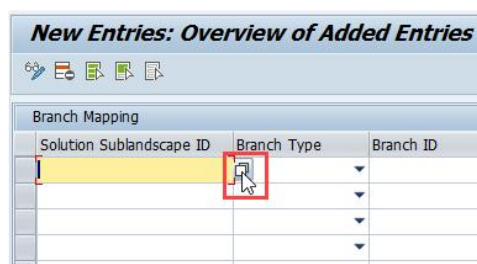 New Entries: Overview of Added Entries
Branch Mapping
Solution Sublandscape ID Branch Type Branch ID